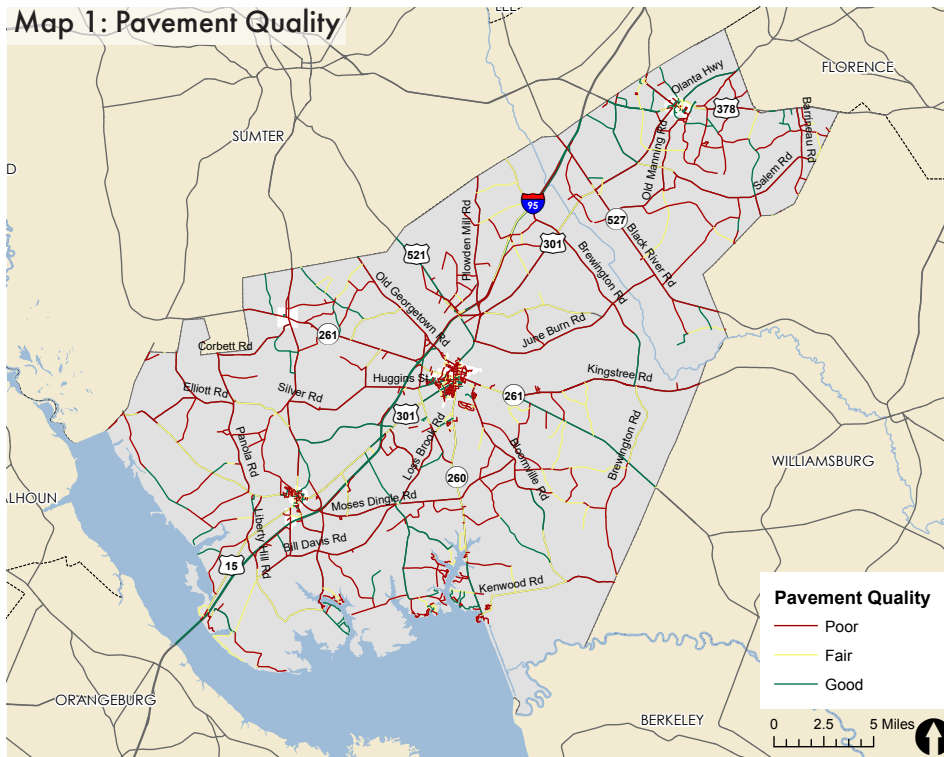 Map 1: Pavement Quality
LEE
FLORENCE
Olanta Hwy
378
Barrineau Rd
SUMTER
Old Manning Rd
Salem Rd
D
95
Plowden Mill Rd
527
301
521
Black River Rd
Brewington Rd
Old Georgetown Rd
261
June Burn Rd
Corbett Rd
Kingstree Rd
Huggins St
Elliott Rd
Silver Rd
261
301
Brewington Rd
Panola Rd
Loss Brook Rd
Bloomville Rd
WILLIAMSBURG
260
ALHOUN
Moses Dingle Rd
Liberty Hill Rd
Bill Davis Rd
15
Kenwood Rd
Pavement Quality
Poor
Fair
Good
ORANGEBURG
BERKELEY
0 2.5 5 Miles